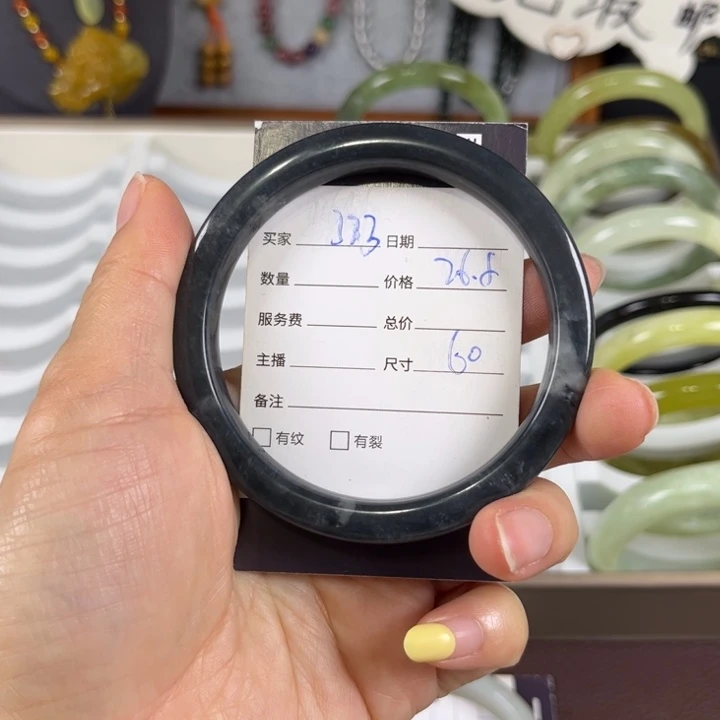 买家 333 日期
数量 价格 26.8
服务费 总价
主播 尺寸 60
备注
有纹 有裂